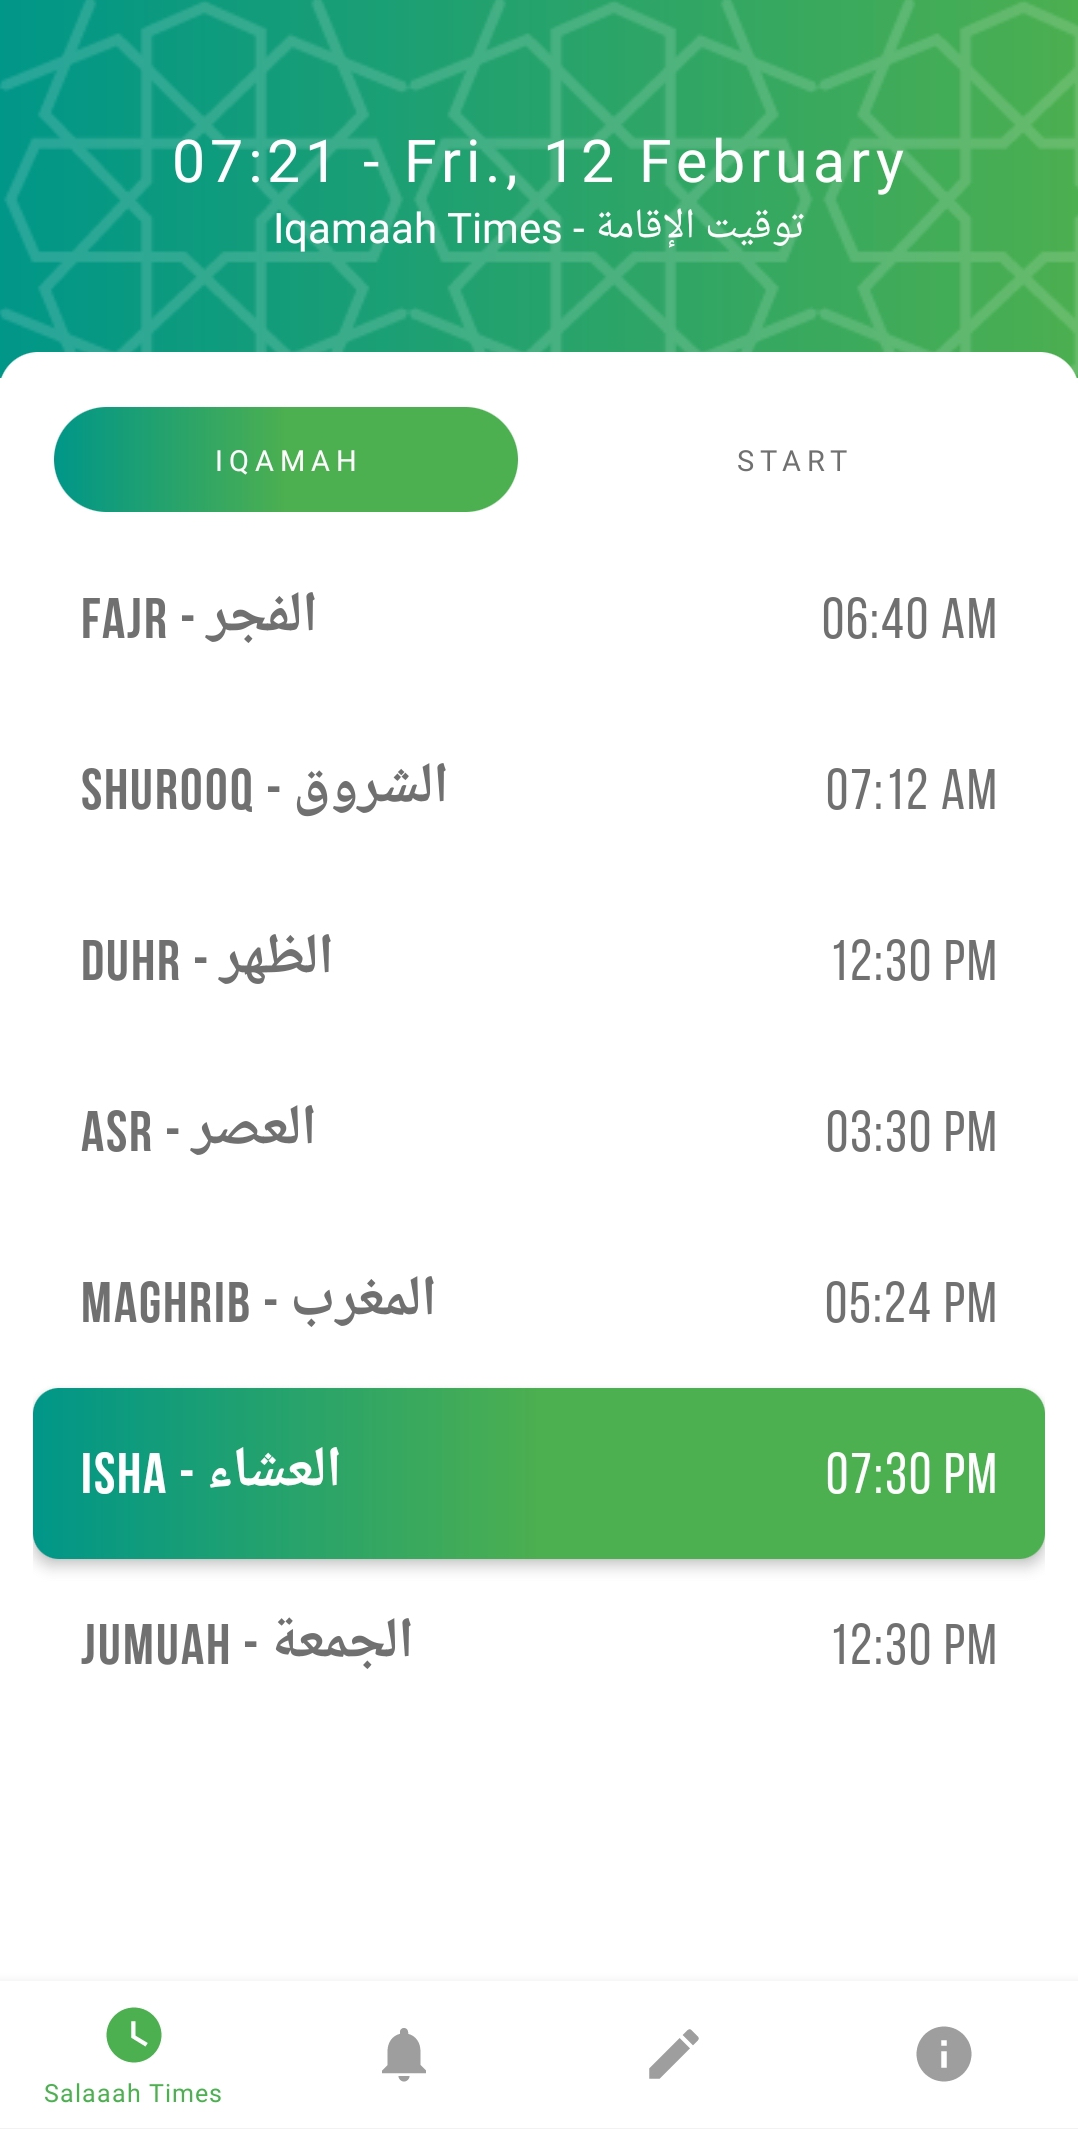 07:21 - Fri., 12 February
Iqamaah Times - توقيت الإقامة
IQAMAH START
FAJR - الفجر 06:40 AM
SHUROOQ - الشروق 07:12 AM
DUHR - الظهر 12:30 PM
ASR - العصر 03:30 PM
MAGHRIB - المغرب 05:24 PM
ISHA - العشاء 07:30 PM
JUMUAH - الجمعة 12:30 PM
Salaaah Times